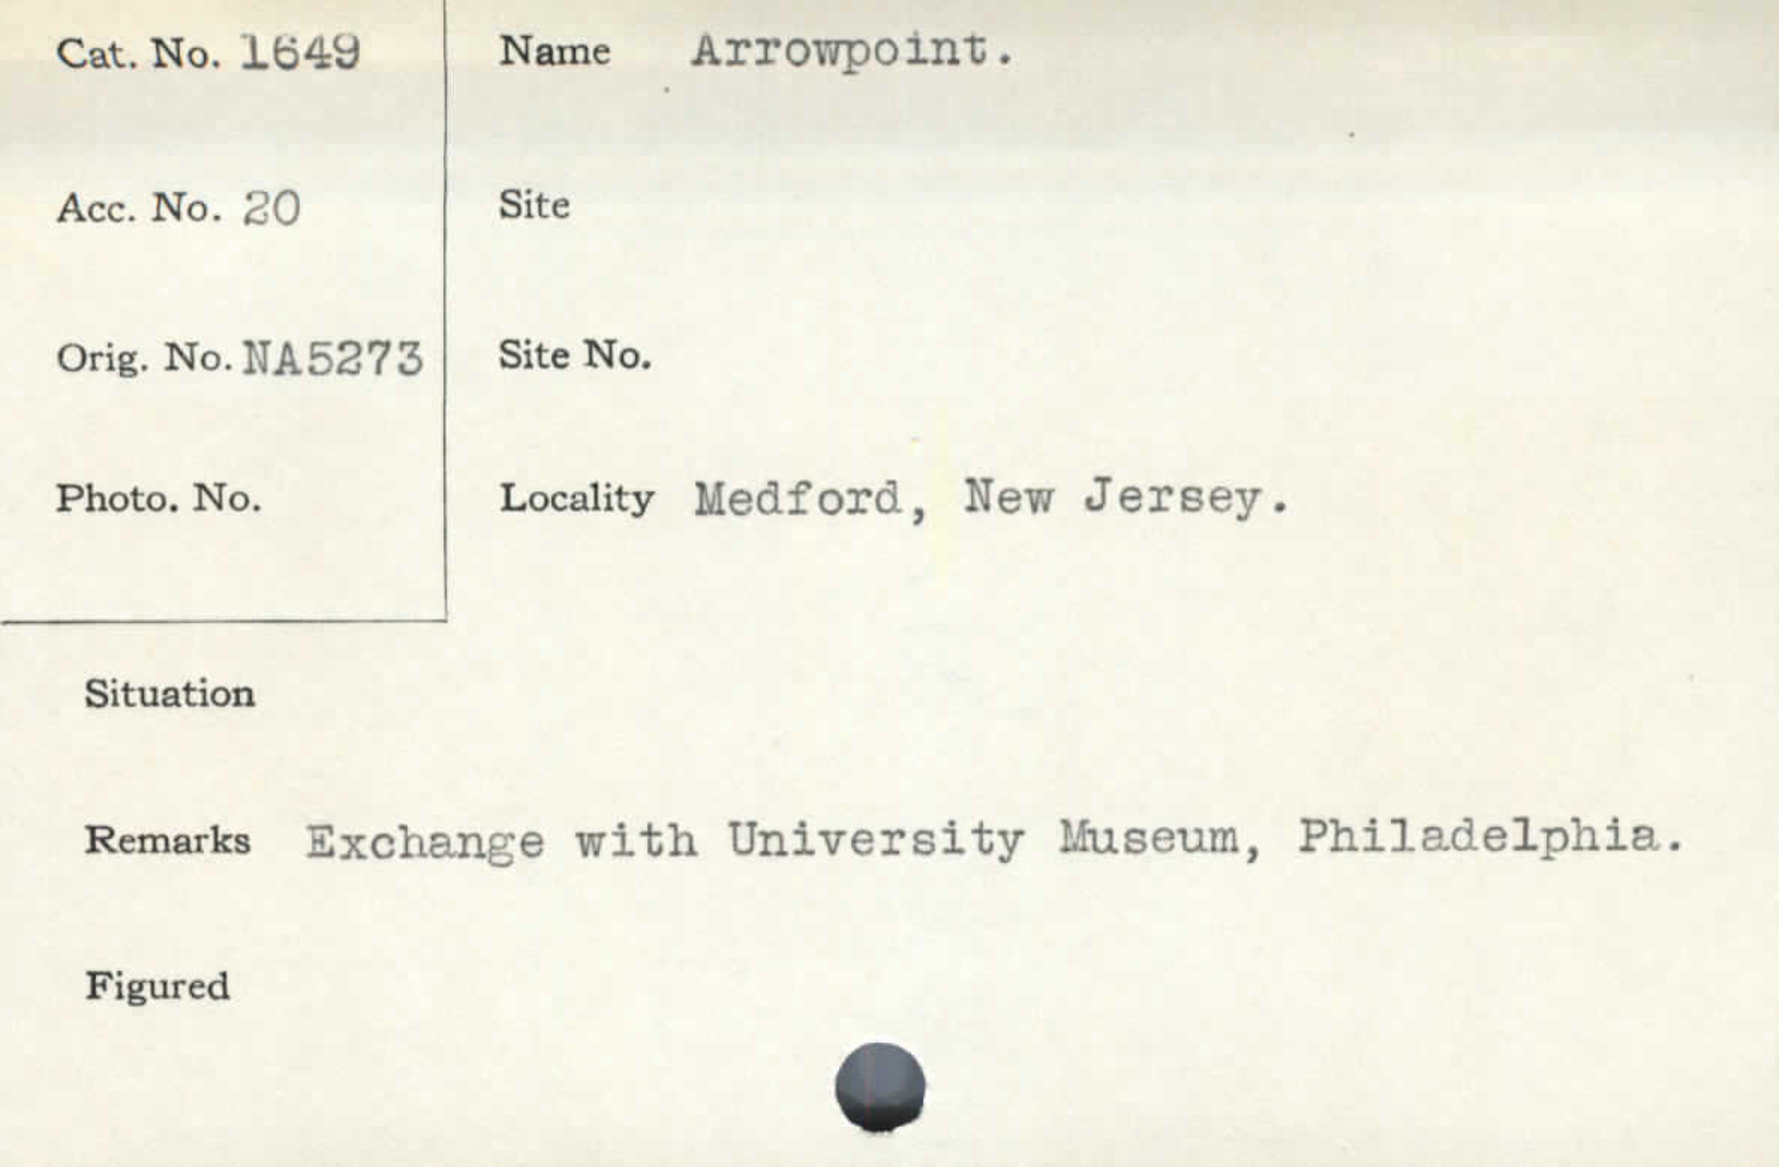 Cat. No. 1649
Name Arrowpoint.
Acc. No. 20
Site
Orig. No. NA5273
Site No.
Photo. No.
Locality Medford, New Jersey.
Situation
Remarks Exchange with University Museum, Philadelphia.
Figured